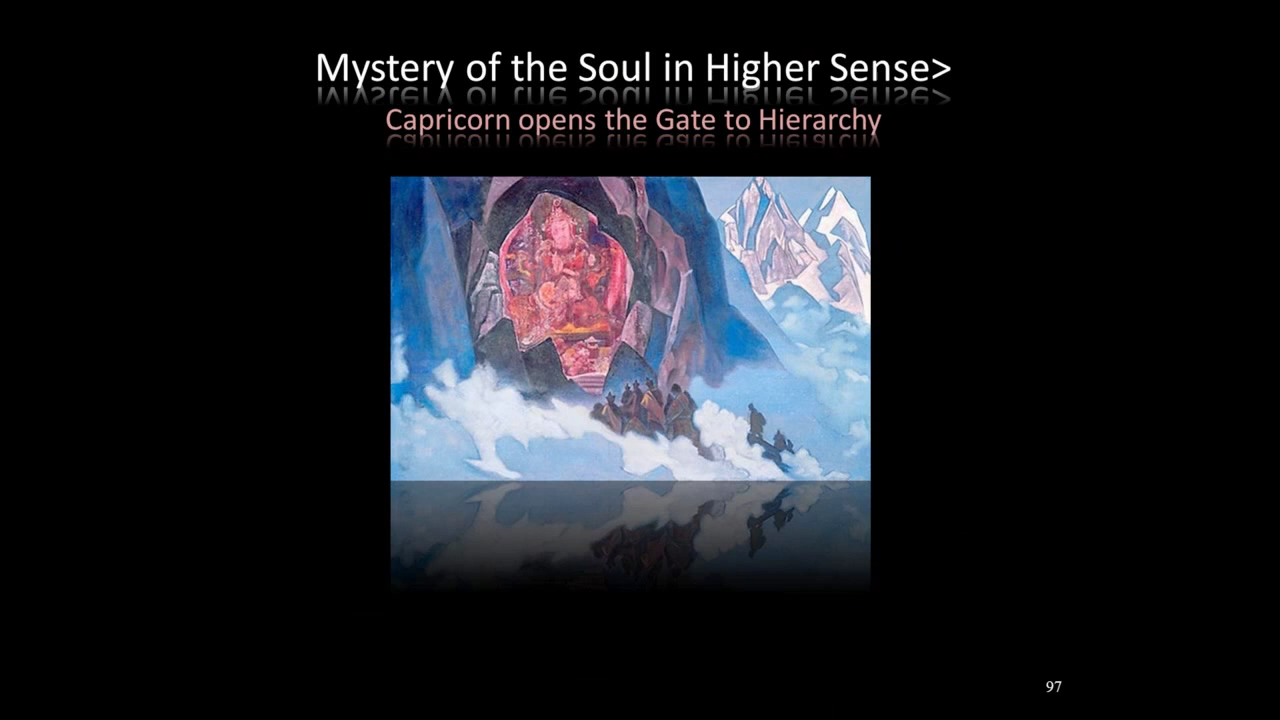 Mystery of the Soul in Higher Sense>
Capricorn opens the Gate to Hierarchy
97